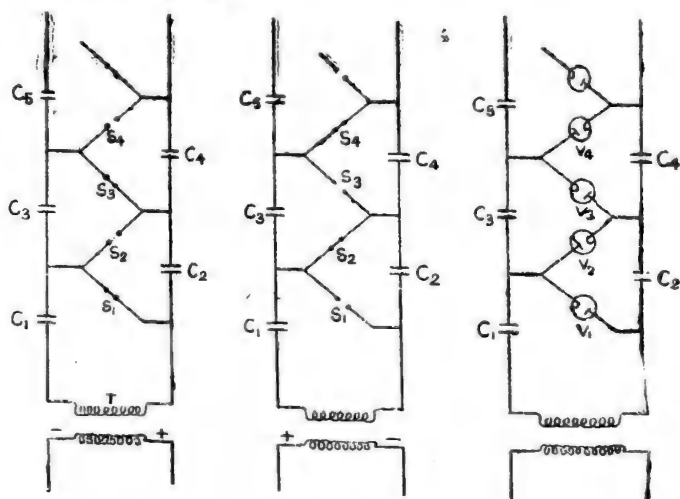 C₅
S₄
C₄
S₃
C₃
S₂
C₂
S₁
C₁
T
- +
C₅
S₄
C₄
S₃
C₃
S₂
C₂
S₁
C₁
+ -
C₅
V₄
C₄
V₃
C₃
V₂
C₂
V₁
C₁